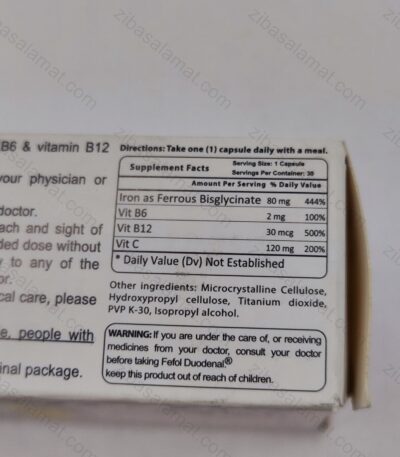 B6 & vitamin B12
your physician or
doctor.
each and sight of
ded dose without
y to any of the
or.
cal care, please
e, people with
inal package.
Directions: Take one (1) capsule daily with a meal.
Supplement Facts
Serving Size: 1 Capsule
Servings Per Container: 30
Amount Per Serving % Daily Value
Iron as Ferrous Bisglycinate 80 mg 444%
Vit B6 2 mg 100%
Vit B12 30 mcg 500%
Vit C 120 mg 200%
* Daily Value (Dv) Not Established
Other ingredients: Microcrystalline Cellulose,
Hydroxypropyl cellulose, Titanium dioxide,
PVP K-30, Isopropyl alcohol.
WARNING: If you are under the care of, or receiving
medicines from your doctor, consult your doctor
before taking Fefol Duodenal.®
keep this product out of reach of children.
zibasalamat.com